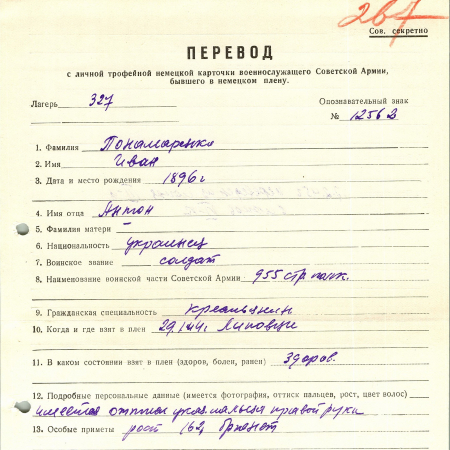 267
Сов. секретно
ПЕРЕВОД
с личной трофейной немецкой карточки военнослужащего Советской Армии,
бывшего в немецком плену.
Лагерь 327
Опознавательный знак
№ 12562
1. Фамилия Понамаренко
2. Имя Иван
3. Дата и место рождения 1896 г
4. Имя отца Антон
5. Фамилия матери –
6. Национальность украинец
7. Воинское звание солдат
8. Наименование воинской части Советской Армии 955 стр. полк.
9. Гражданская специальность крестьянин
10. Когда и где взят в плен 29.1.44г. Липовцы
11. В каком состоянии взят в плен (здоров, болен, ранен) Здоров.
12. Подробные персональные данные (имеется фотография, оттиск пальцев, рост, цвет волос)
имеется оттиск указ. пальца правой руки
13. Особые приметы рост 162, брюнет